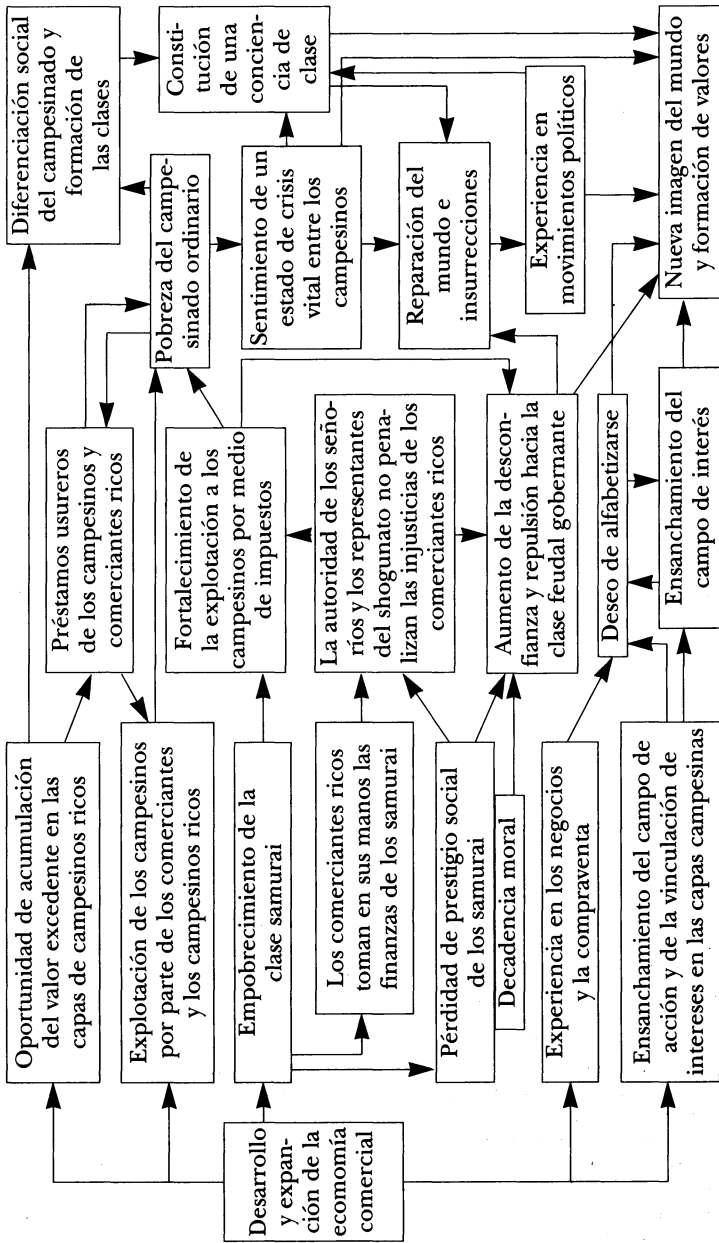 Desarrollo
y expan-
ción de la
ecomomía
comercial
Oportunidad de acumulación
del valor excedente en las
capas de campesinos ricos
Explotación de los campesinos
por parte de los comerciantes
y los campesinos ricos
Empobrecimiento de la
clase samurai
Los comerciantes ricos
toman en sus manos las
finanzas de los samurai
Pérdidad de prestigio social
de los samurai
Decadencia moral
Experiencia en los negocios
y la compraventa
Ensanchamiento del campo de
acción y de la vinculación de
intereses en las capas campesinas
Préstamos usureros
de los campesinos y
comerciantes ricos
Fortalecimiento de
la explotación a los
campesinos por medio
de impuestos
La autoridad de los seño-
ríos y los representantes
del shogunato no pena-
lizan las injusticias de los
comerciantes ricos
Aumento de la descon-
fianza y repulsión hacia la
clase feudal gobernante
Deseo de alfabetizarse
Ensanchamiento del
campo de interés
Diferenciación social
del campesinado y
formación de
las clases
Pobreza del campe-
sinado ordinario
Consti-
tución
de una
concien-
cia de
clase
Sentimiento de un
estado de crisis
vital entre los
campesinos
Reparación del
mundo e
insurrecciones
Experiencia en
movimientos políticos
Nueva imagen del mundo
y formación de valores